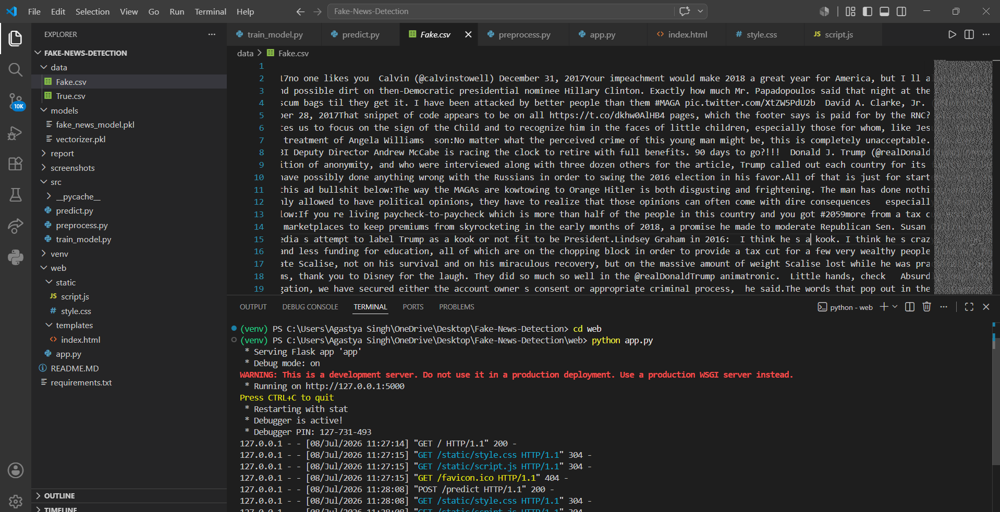 File Edit Selection View Go Run Terminal Help
Fake-News-Detection
EXPLORER
FAKE-NEWS-DETECTION
data
Fake.csv
True.csv
models
fake_news_model.pkl
vectorizer.pkl
report
screenshots
src
__pycache__
predict.py
preprocess.py
train_model.py
venv
web
static
JS script.js
# style.css
templates
<> index.html
app.py
README.MD
requirements.txt
OUTLINE
TIMELINE
10K
train_model.py predict.py Fake.csv preprocess.py app.py <> index.html # style.css JS script.js
data > Fake.csv
1
2 17no one likes you  Calvin (@calvinstowell) December 31, 2017Your impeachment would make 2018 a great year for America, but I ll a
3 nd possible dirt on then-Democratic presidential nominee Hillary Clinton. Exactly how much Mr. Papadopoulos said that night at the
4 scum bags til they get it. I have been attacked by better people than them #MAGA pic.twitter.com/XtZW5PdU2b  David A. Clarke, Jr.
5 ber 28, 2017That snippet of code appears to be on all https://t.co/dkhw0AlHB4 pages, which the footer says is paid for by the RNC?
6 tes us to focus on the sign of the Child and to recognize him in the faces of little children, especially those for whom, like Jes
7 treatment of Angela Williams  son:No matter what the perceived crime of this young man might be, this is completely unacceptable.
8 BI Deputy Director Andrew McCabe is racing the clock to retire with full benefits. 90 days to go?!!!  Donald J. Trump (@realDonald
9 ition of anonymity, and who were interviewed along with three dozen others for the article, Trump called out each country for its
10 have possibly done anything wrong with the Russians in order to swing the 2016 election in his favor.All of that is just for start
11 this ad bullshit below:The way the MAGAs are kowtowing to Orange Hitler is both disgusting and frightening. The man has done nothi
12 nly allowed to have political opinions, they have to realize that those opinions can often come with dire consequences   especially
13 low:If you re living paycheck-to-paycheck which is more than half of the people in this country and you got #2059more from a tax c
14 marketplaces to keep premiums from skyrocketing in the early months of 2018, a promise he made to moderate Republican Sen. Susan
15 edia s attempt to label Trump as a kook or not fit to be President.Lindsey Graham in 2016:  I think he s a kook. I think he s craz
16 and less funding for education, all of which are on the chopping block in order to provide a tax cut for a few very wealthy people
17 ate Scalise, not on his survival and on his miraculous recovery, but on the massive amount of weight Scalise lost while he was pra
18 ms, thank you to Disney for the laugh. They did so much so well in the @realDonaldTrump animatronic.  Little hands, check   Absurd
19 gation, we have secured either the account owner s consent or appropriate criminal process,  he said.The words that pop out in the
OUTPUT DEBUG CONSOLE TERMINAL PORTS PROBLEMS
python - web
(venv) PS C:\Users\Agastya Singh\OneDrive\Desktop\Fake-News-Detection> cd web
(venv) PS C:\Users\Agastya Singh\OneDrive\Desktop\Fake-News-Detection\web> python app.py
* Serving Flask app 'app'
* Debug mode: on
WARNING: This is a development server. Do not use it in a production deployment. Use a production WSGI server instead.
* Running on http://127.0.0.1:5000
Press CTRL+C to quit
* Restarting with stat
* Debugger is active!
* Debugger PIN: 127-731-493
127.0.0.1 - - [08/Jul/2026 11:27:14] "GET / HTTP/1.1" 200 -
127.0.0.1 - - [08/Jul/2026 11:27:15] "GET /static/style.css HTTP/1.1" 304 -
127.0.0.1 - - [08/Jul/2026 11:27:15] "GET /static/script.js HTTP/1.1" 304 -
127.0.0.1 - - [08/Jul/2026 11:27:15] "GET /favicon.ico HTTP/1.1" 404 -
127.0.0.1 - - [08/Jul/2026 11:28:08] "POST /predict HTTP/1.1" 200 -
127.0.0.1 - - [08/Jul/2026 11:28:08] "GET /static/style.css HTTP/1.1" 304 -
127.0.0.1 - - [08/Jul/2026 11:28:08] "GET /static/script.js HTTP/1.1" 304 -